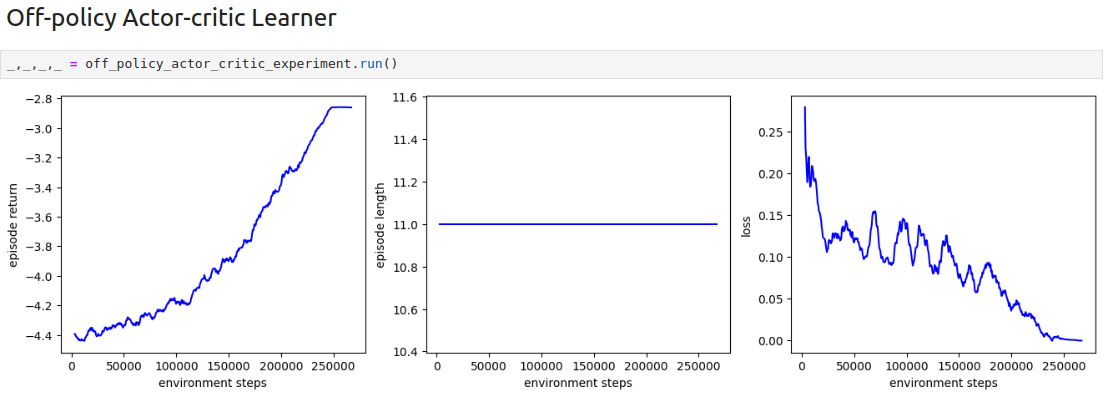 Off-policy Actor-critic Learner
_,_,_,_ = off_policy_actor_critic_experiment.run()
−2.8
−3.0
−3.2
−3.4
−3.6
−3.8
−4.0
−4.2
−4.4
episode return
0 50000 100000 150000 200000 250000
environment steps
11.6
11.4
11.2
11.0
10.8
10.6
10.4
episode length
0 50000 100000 150000 200000 250000
environment steps
0.25
0.20
0.15
0.10
0.05
0.00
loss
0 50000 100000 150000 200000 250000
environment steps